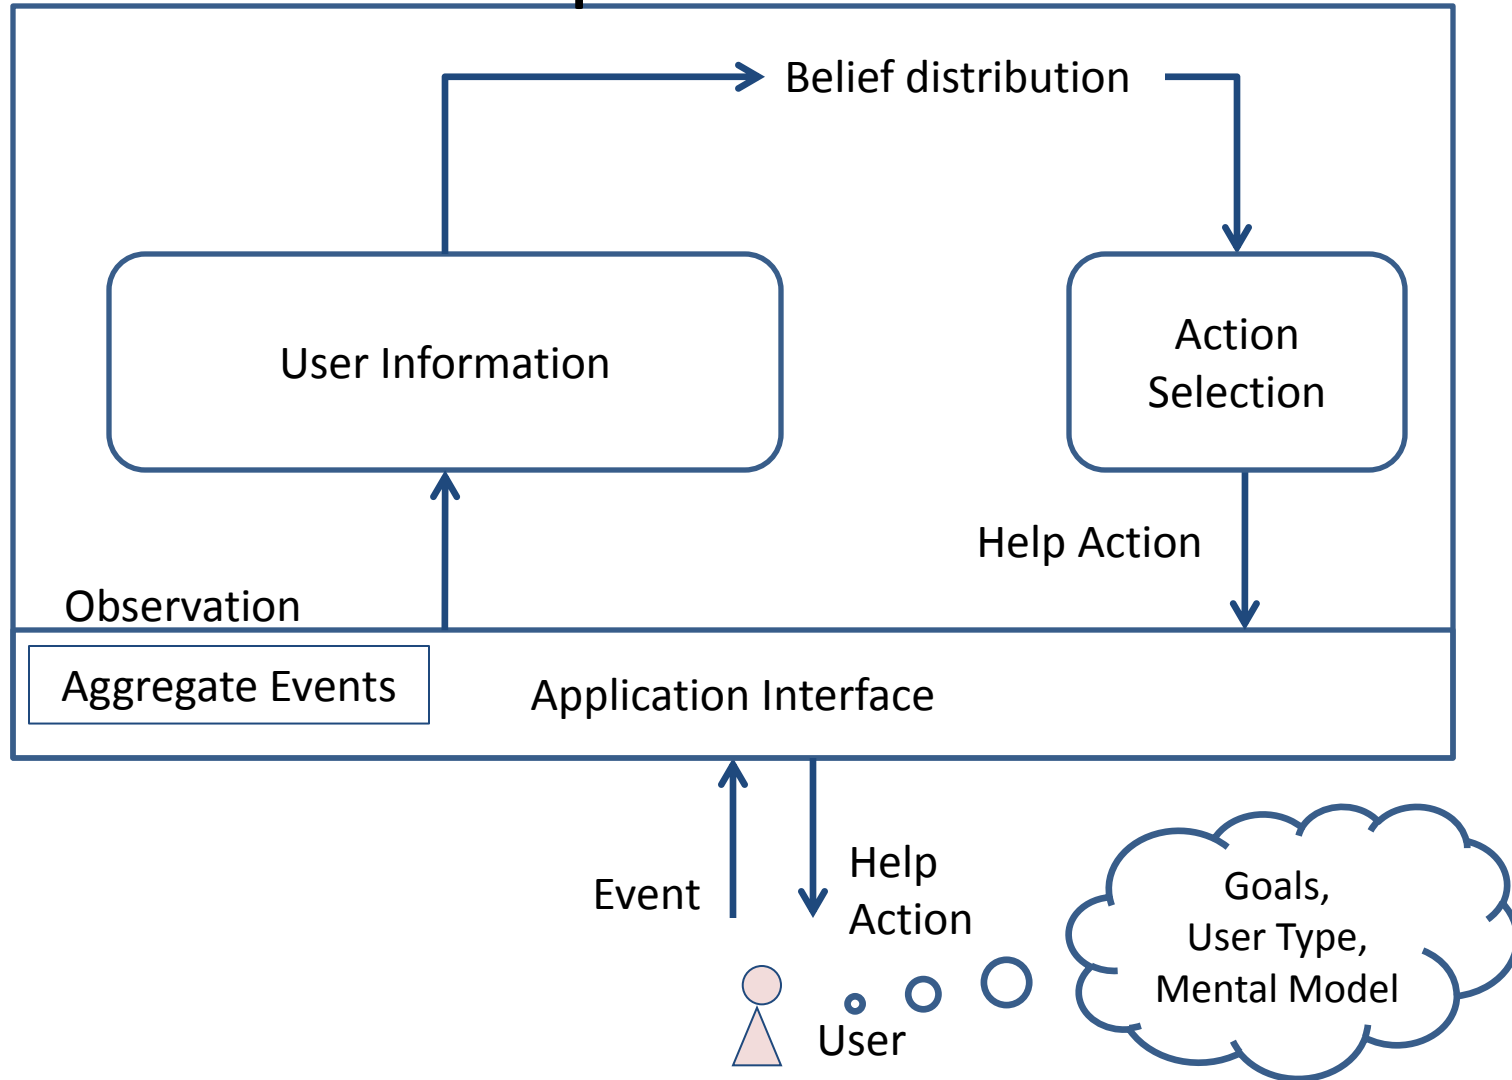 Belief distribution
User Information
Action
Selection
Help Action
Observation
Aggregate Events
Application Interface
Event
Help
Action
Goals,
User Type,
Mental Model
User